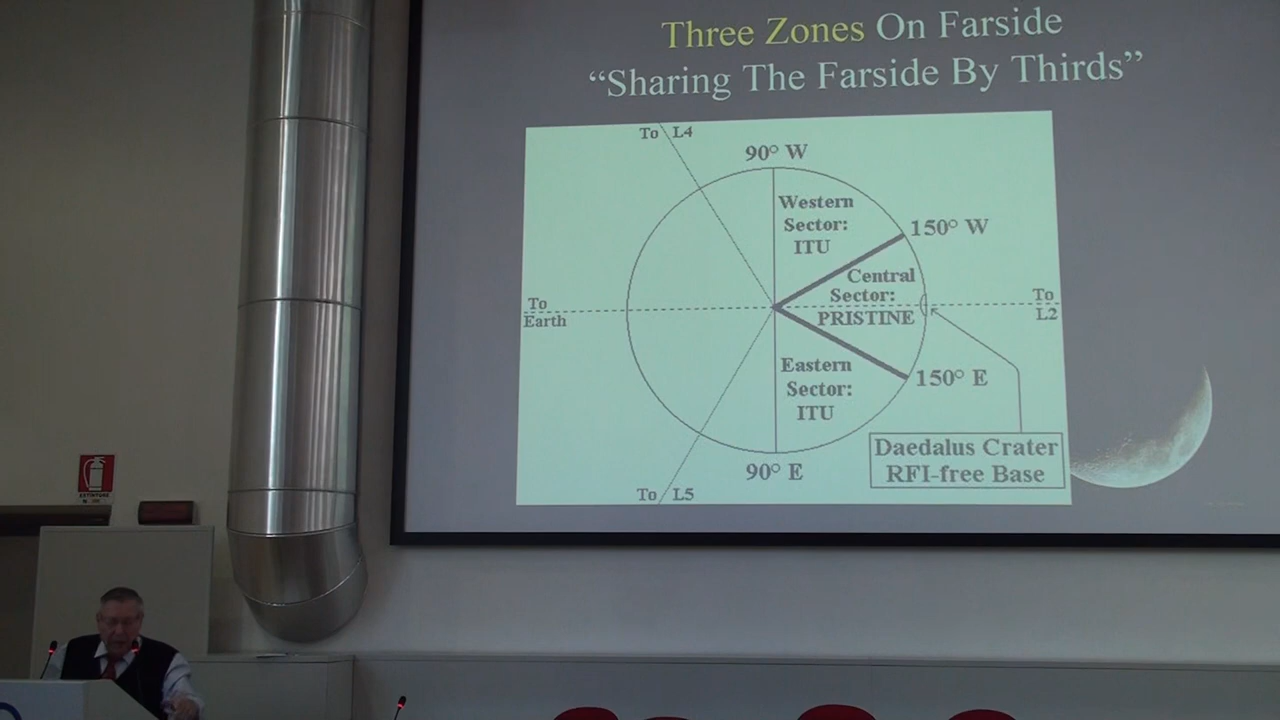 Three Zones On Farside
“Sharing The Farside By Thirds”
To L4
90° W
Western
Sector:
ITU
150° W
Central
Sector:
PRISTINE
To
Earth
To
L2
Eastern
Sector:
ITU
150° E
90° E
To L5
Daedalus Crater
RFI-free Base
ESTINTORE